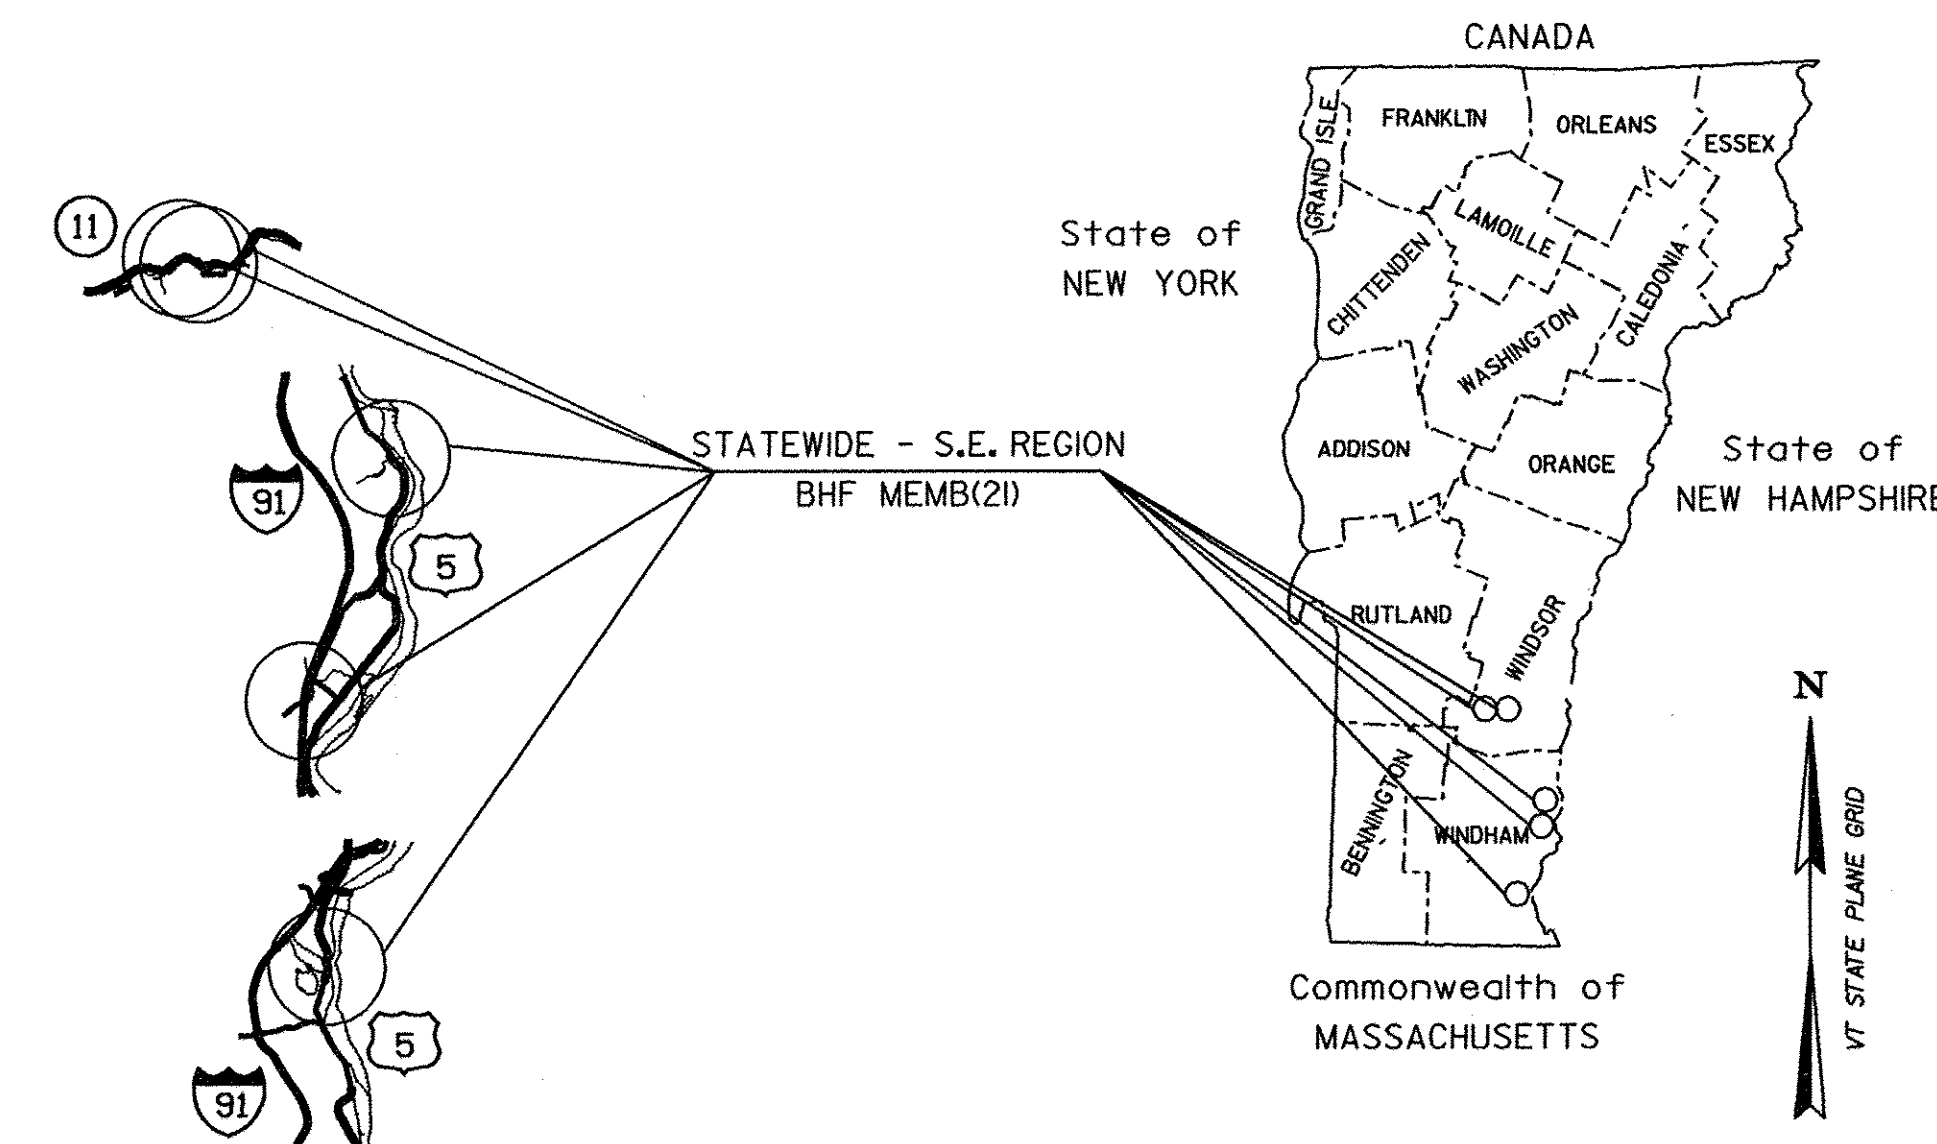 CANADA
GRAND ISLE
FRANKLIN
ORLEANS
ESSEX
11
State of
NEW YORK
LAMOILLE
CHITTENDEN
CALEDONIA
WASHINGTON
STATEWIDE - S.E. REGION
BHF MEMB(21)
ADDISON
ORANGE
State of
NEW HAMPSHIRE
91
5
RUTLAND
WINDSOR
N
BENNINGTON
WINDHAM
VT STATE PLANE GRID
Commonwealth of
MASSACHUSETTS
5
91